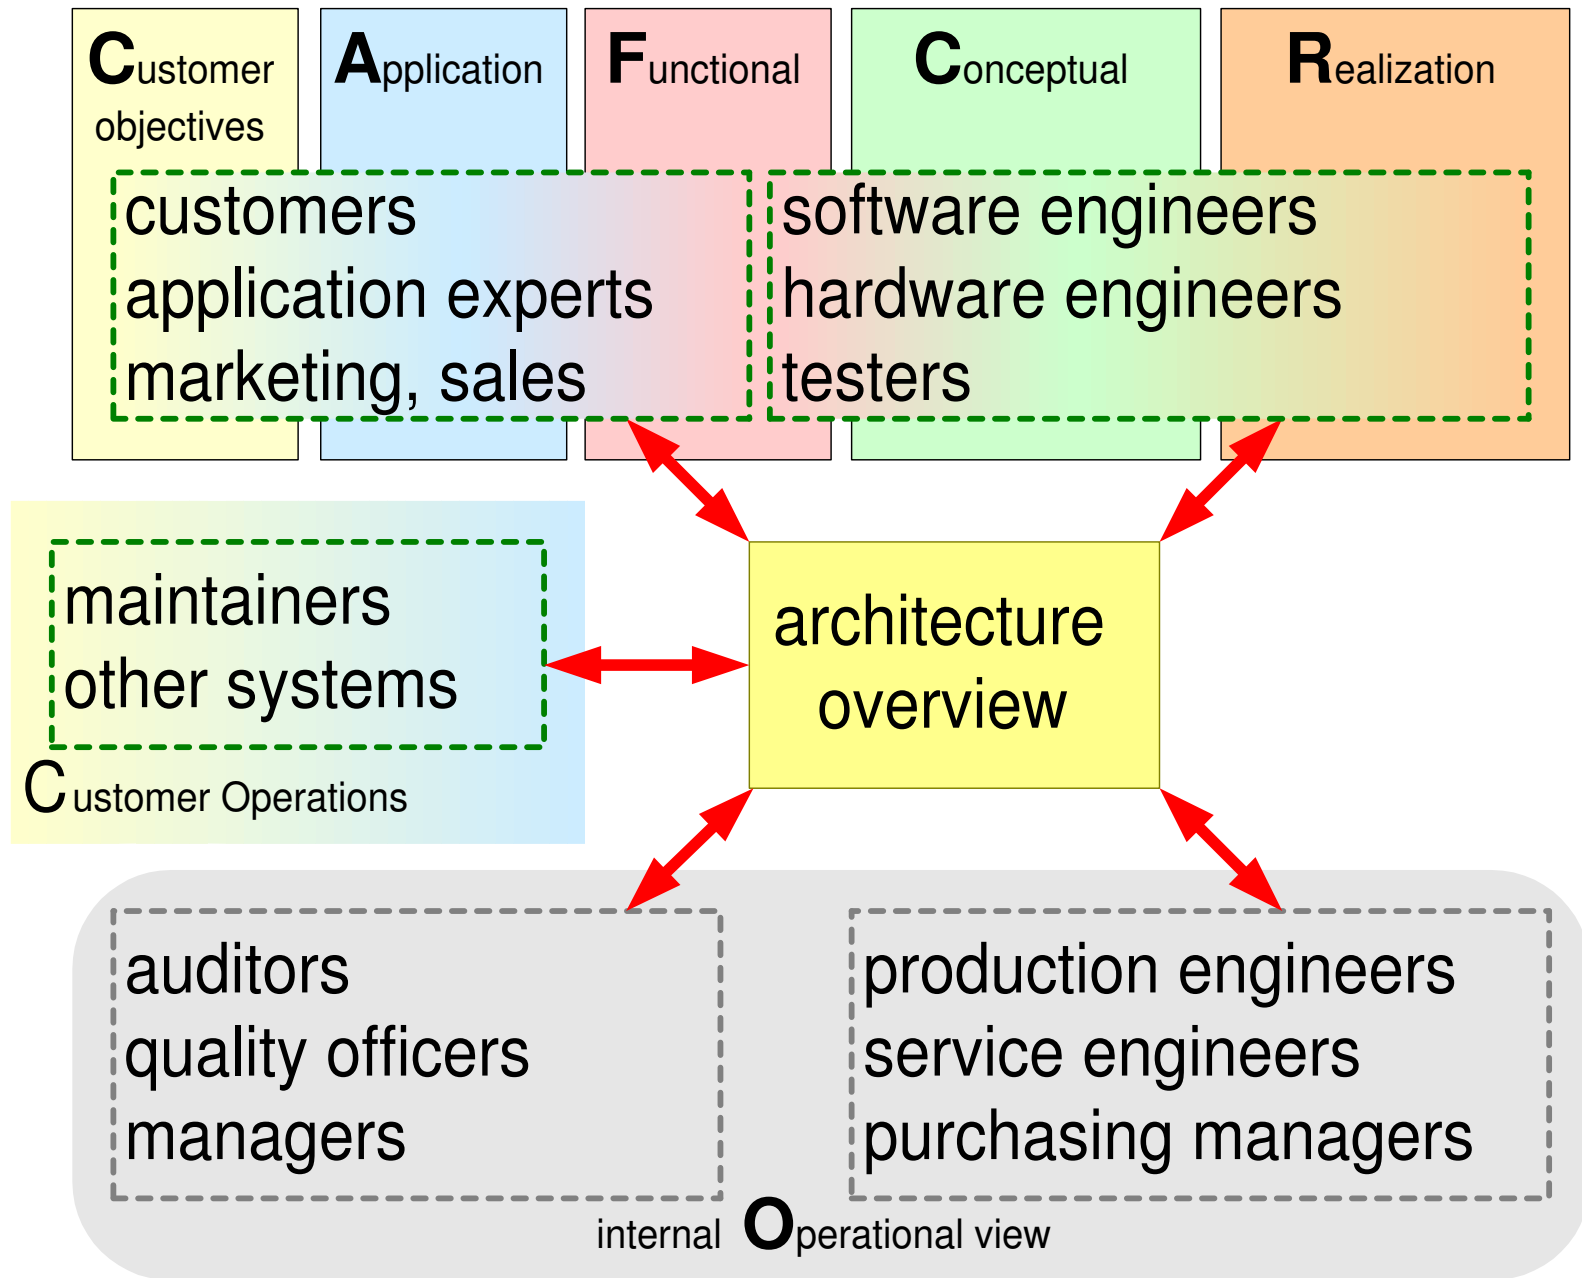 Customer
objectives
Application
Functional
Conceptual
Realization
customers
application experts
marketing, sales
software engineers
hardware engineers
testers
maintainers
other systems
Customer Operations
architecture
overview
auditors
quality officers
managers
production engineers
service engineers
purchasing managers
internal Operational view